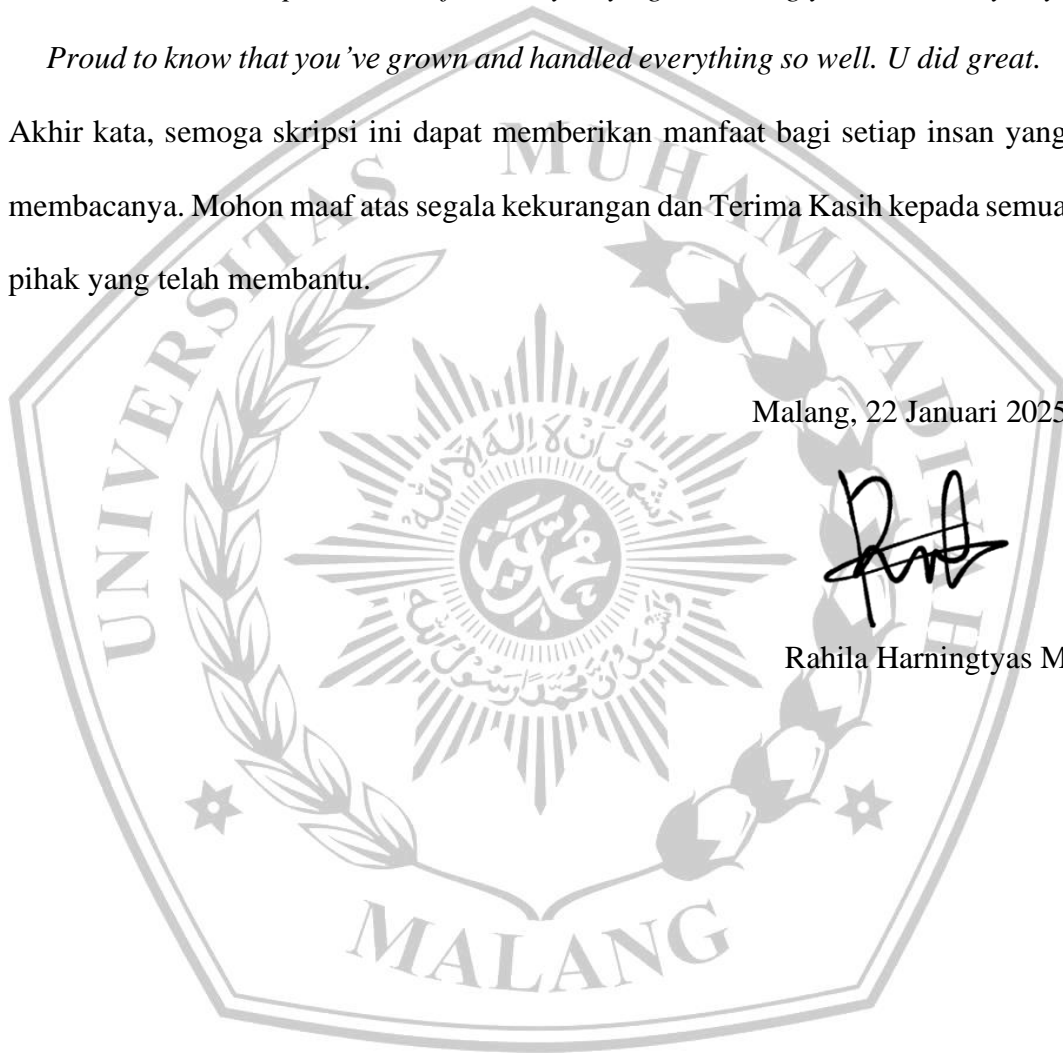 Proud to know that you’ve grown and handled everything so well. U did great.
Akhir kata, semoga skripsi ini dapat memberikan manfaat bagi setiap insan yang
membacanya. Mohon maaf atas segala kekurangan dan Terima Kasih kepada semua
pihak yang telah membantu.
Malang, 22 Januari 2025
Rahila Harningtyas M
UNIVERSITAS MUHAMMADIYAH
MALANG